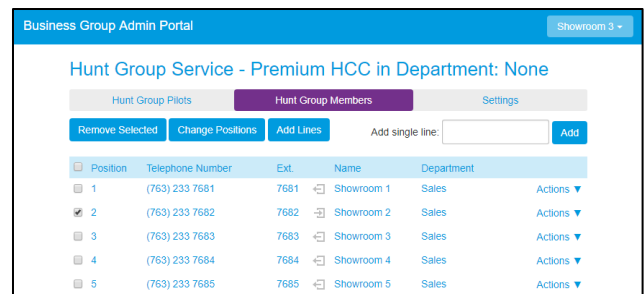 Business Group Admin Portal Showroom 3
Hunt Group Service - Premium HCC in Department: None
Hunt Group Pilots Hunt Group Members Settings
Remove Selected Change Positions Add Lines Add single line: Add
Position Telephone Number Ext. Name Department
1 (763) 233 7681 7681 Showroom 1 Sales Actions ▼
2 (763) 233 7682 7682 Showroom 2 Sales Actions ▼
3 (763) 233 7683 7683 Showroom 3 Sales Actions ▼
4 (763) 233 7684 7684 Showroom 4 Sales Actions ▼
5 (763) 233 7685 7685 Showroom 5 Sales Actions ▼